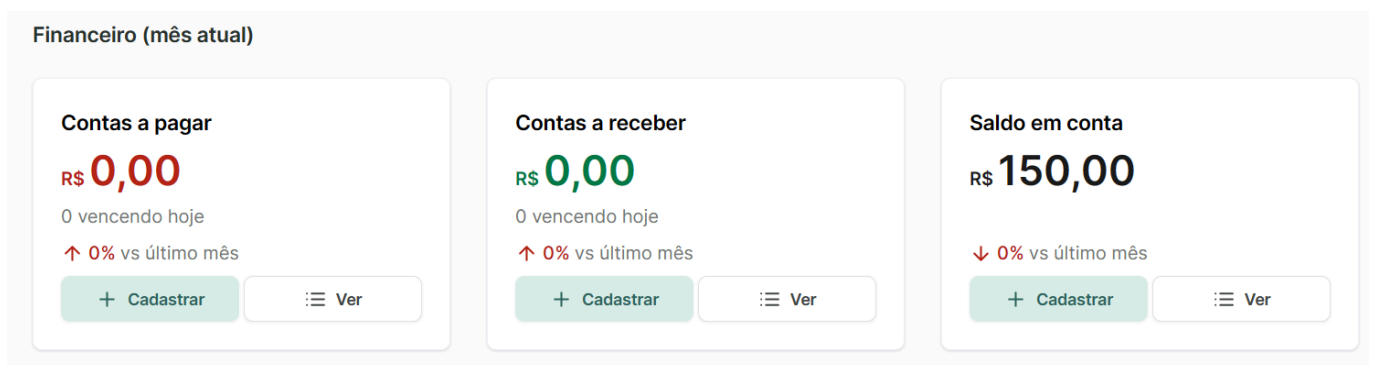 Financeiro (mês atual)
Contas a pagar
R$ 0,00
0 vencendo hoje
↑ 0% vs último mês
+ Cadastrar
Ver
Contas a receber
R$ 0,00
0 vencendo hoje
↑ 0% vs último mês
+ Cadastrar
Ver
Saldo em conta
R$ 150,00
↓ 0% vs último mês
+ Cadastrar
Ver